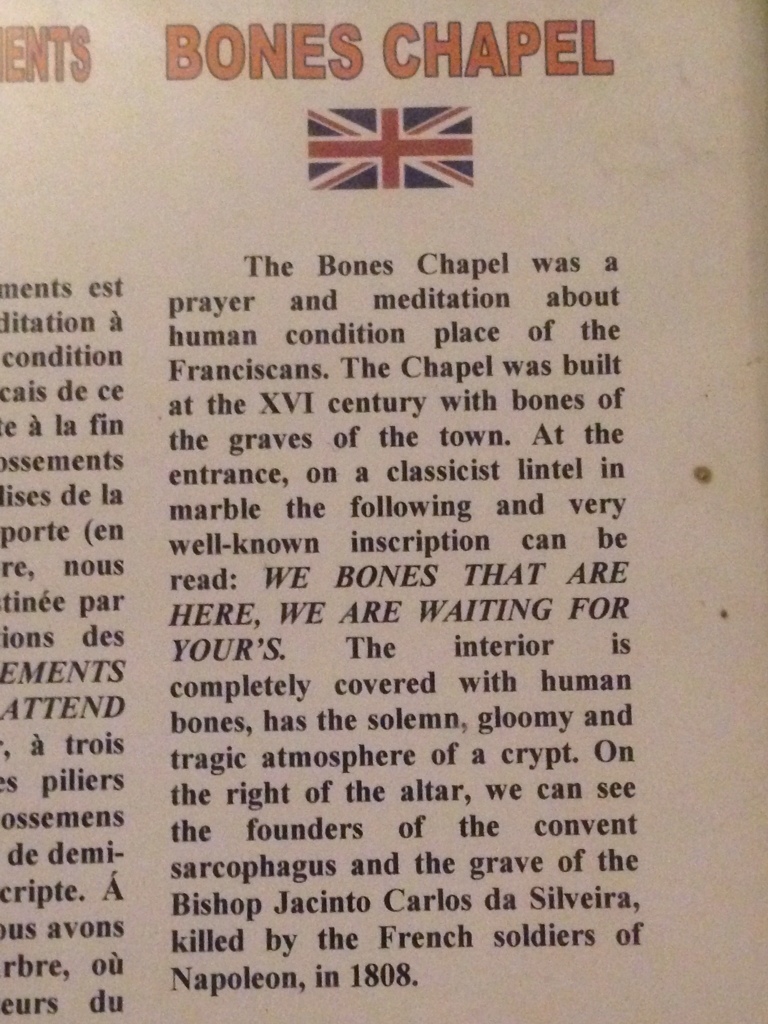 IENTS
BONES CHAPEL
ments est
ditation à
condition
cais de ce
te à la fin
ossements
lises de la
porte (en
re, nous
tinée par
ions des
EMENTS
ATTEND
, à trois
es piliers
ossemens
de demi-
cripte. Á
ous avons
rbre, où
eurs du
The Bones Chapel was a
prayer and meditation about
human condition place of the
Franciscans. The Chapel was built
at the XVI century with bones of
the graves of the town. At the
entrance, on a classicist lintel in
marble the following and very
well-known inscription can be
read: WE BONES THAT ARE
HERE, WE ARE WAITING FOR
YOUR'S. The interior is
completely covered with human
bones, has the solemn, gloomy and
tragic atmosphere of a crypt. On
the right of the altar, we can see
the founders of the convent
sarcophagus and the grave of the
Bishop Jacinto Carlos da Silveira,
killed by the French soldiers of
Napoleon, in 1808.